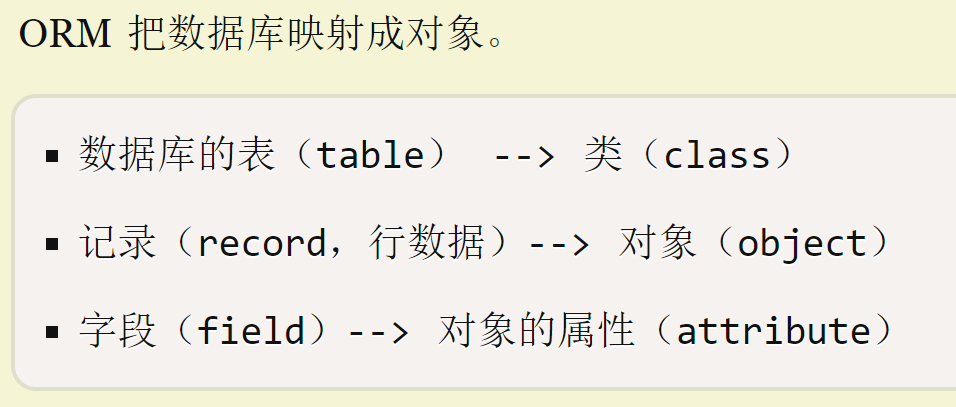 ORM 把数据库映射成对象。
数据库的表（table） --> 类（class）
记录（record，行数据）--> 对象（object）
字段（field）--> 对象的属性（attribute）